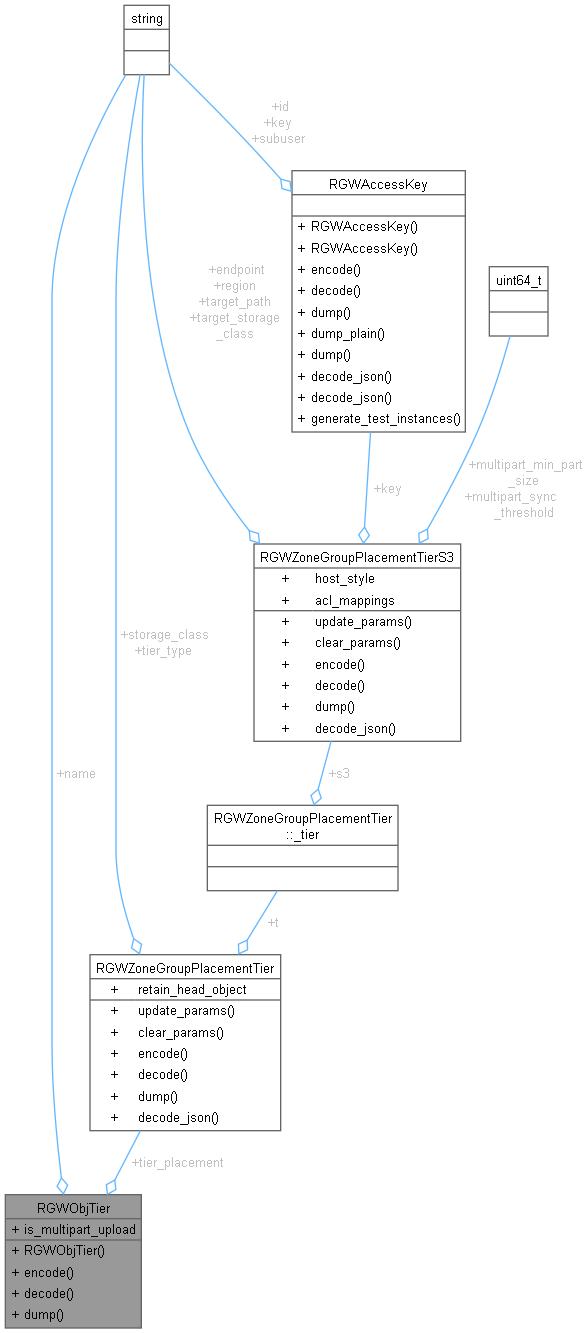 string
+id
+key
+subuser
RGWAccessKey
+ RGWAccessKey()
+ RGWAccessKey()
+ encode()
+ decode()
+ dump()
+ dump_plain()
+ dump()
+ decode_json()
+ decode_json()
+ generate_test_instances()
+endpoint
+region
+target_path
+target_storage
_class
uint64_t
+multipart_min_part
_size
+multipart_sync
_threshold
+key
RGWZoneGroupPlacementTierS3
+ host_style
+ acl_mappings
+ update_params()
+ clear_params()
+ encode()
+ decode()
+ dump()
+ decode_json()
+storage_class
+tier_type
+name
+s3
RGWZoneGroupPlacementTier
::_tier
+t
RGWZoneGroupPlacementTier
+ retain_head_object
+ update_params()
+ clear_params()
+ encode()
+ decode()
+ dump()
+ decode_json()
+tier_placement
RGWObjTier
+ is_multipart_upload
+ RGWObjTier()
+ encode()
+ decode()
+ dump()